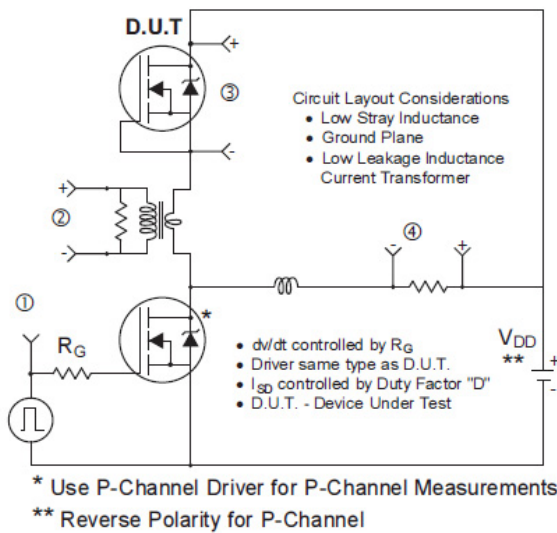 D.U.T
+
③
-
Circuit Layout Considerations
• Low Stray Inductance
• Ground Plane
• Low Leakage Inductance
Current Transformer
+
②
-
④
- +
①
*
R_G
V_DD
**
+
-
• dv/dt controlled by R_G
• Driver same type as D.U.T.
• I_SD controlled by Duty Factor "D"
• D.U.T. - Device Under Test
* Use P-Channel Driver for P-Channel Measurements
** Reverse Polarity for P-Channel